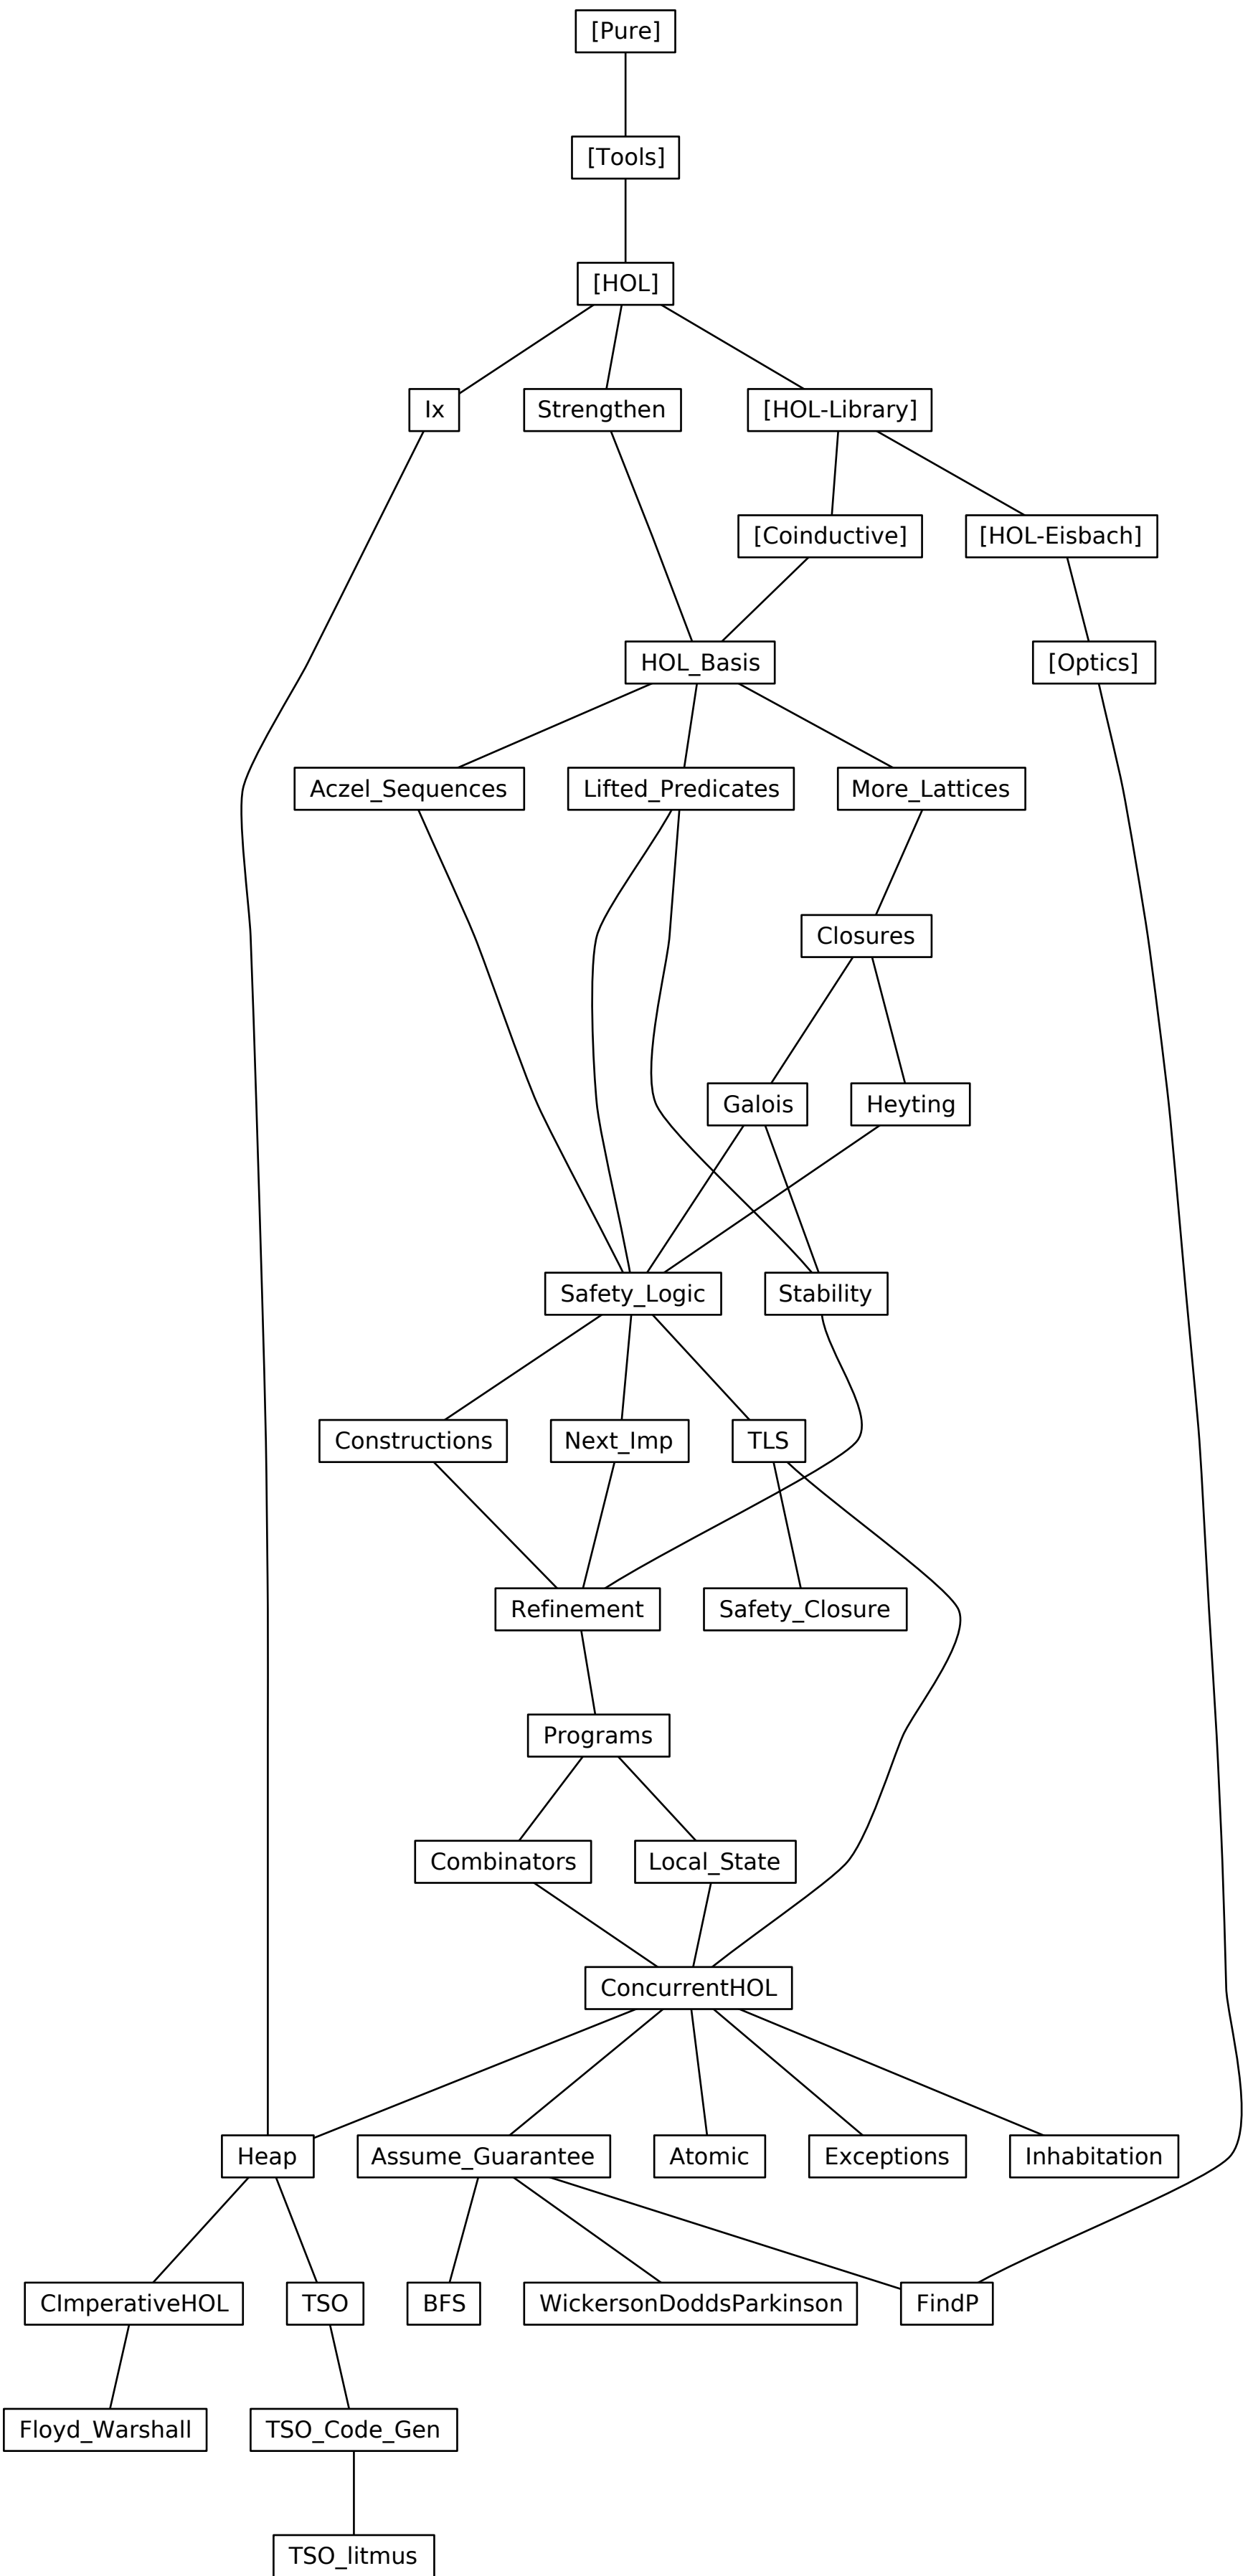 [Pure]
[Tools]
[HOL]
Ix
Strengthen
[HOL-Library]
[Coinductive]
[HOL-Eisbach]
HOL_Basis
[Optics]
Aczel_Sequences
Lifted_Predicates
More_Lattices
Closures
Galois
Heyting
Safety_Logic
Stability
Constructions
Next_Imp
TLS
Refinement
Safety_Closure
Programs
Combinators
Local_State
ConcurrentHOL
Heap
Assume_Guarantee
Atomic
Exceptions
Inhabitation
CImperativeHOL
TSO
BFS
WickersonDoddsParkinson
FindP
Floyd_Warshall
TSO_Code_Gen
TSO_litmus